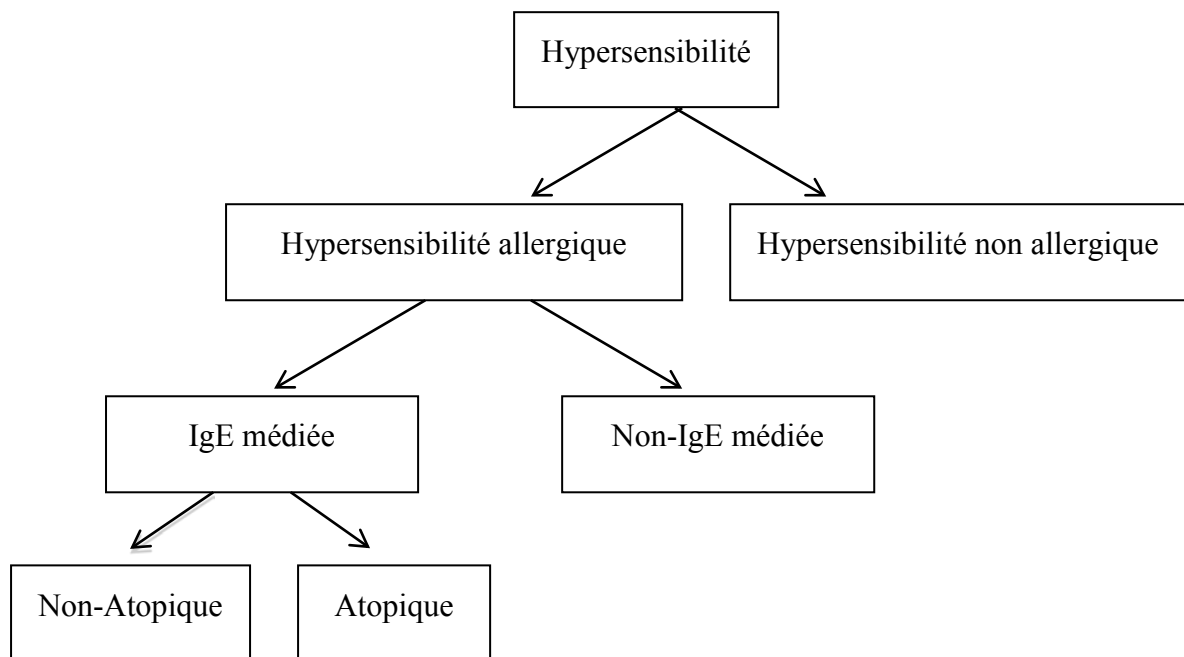 Hypersensibilité
Hypersensibilité allergique
Hypersensibilité non allergique
IgE médiée
Non-IgE médiée
Non-Atopique
Atopique